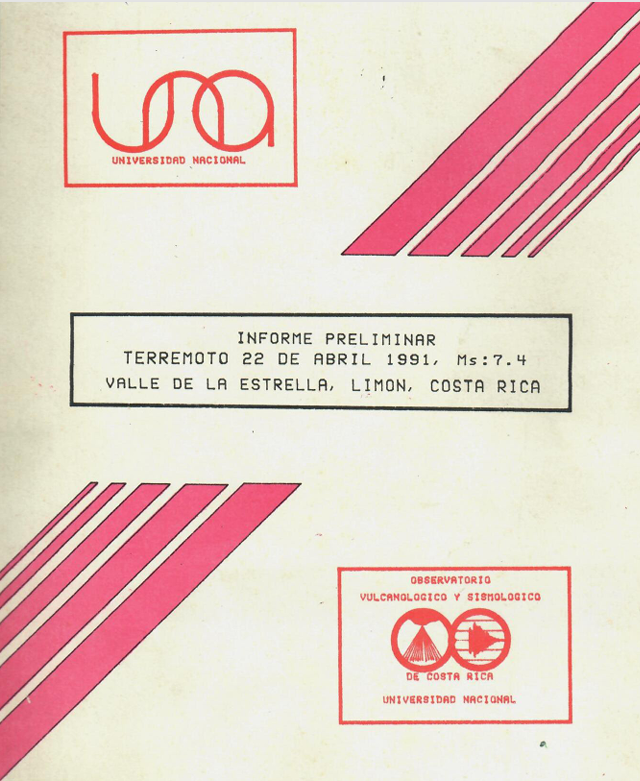 una
UNIVERSIDAD NACIONAL
INFORME PRELIMINAR
TERREMOTO 22 DE ABRIL 1991, Ms:7.4
VALLE DE LA ESTRELLA, LIMON, COSTA RICA
OBSERVATORIO
VULCANOLOGICO Y SISMOLOGICO
DE COSTA RICA
UNIVERSIDAD NACIONAL